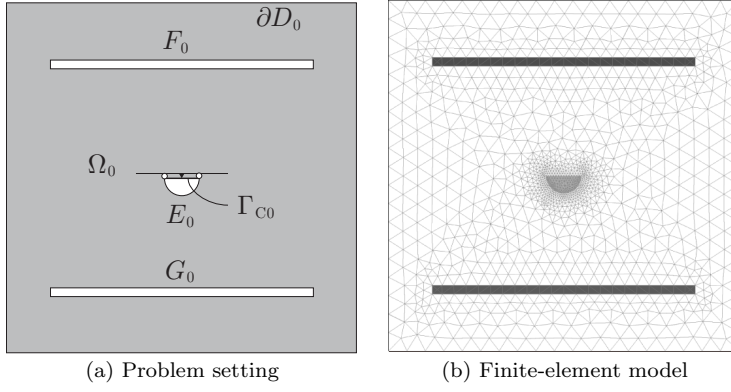 ∂D₀
F₀
Ω₀
Γ_C0
E₀
G₀
(a) Problem setting
(b) Finite-element model